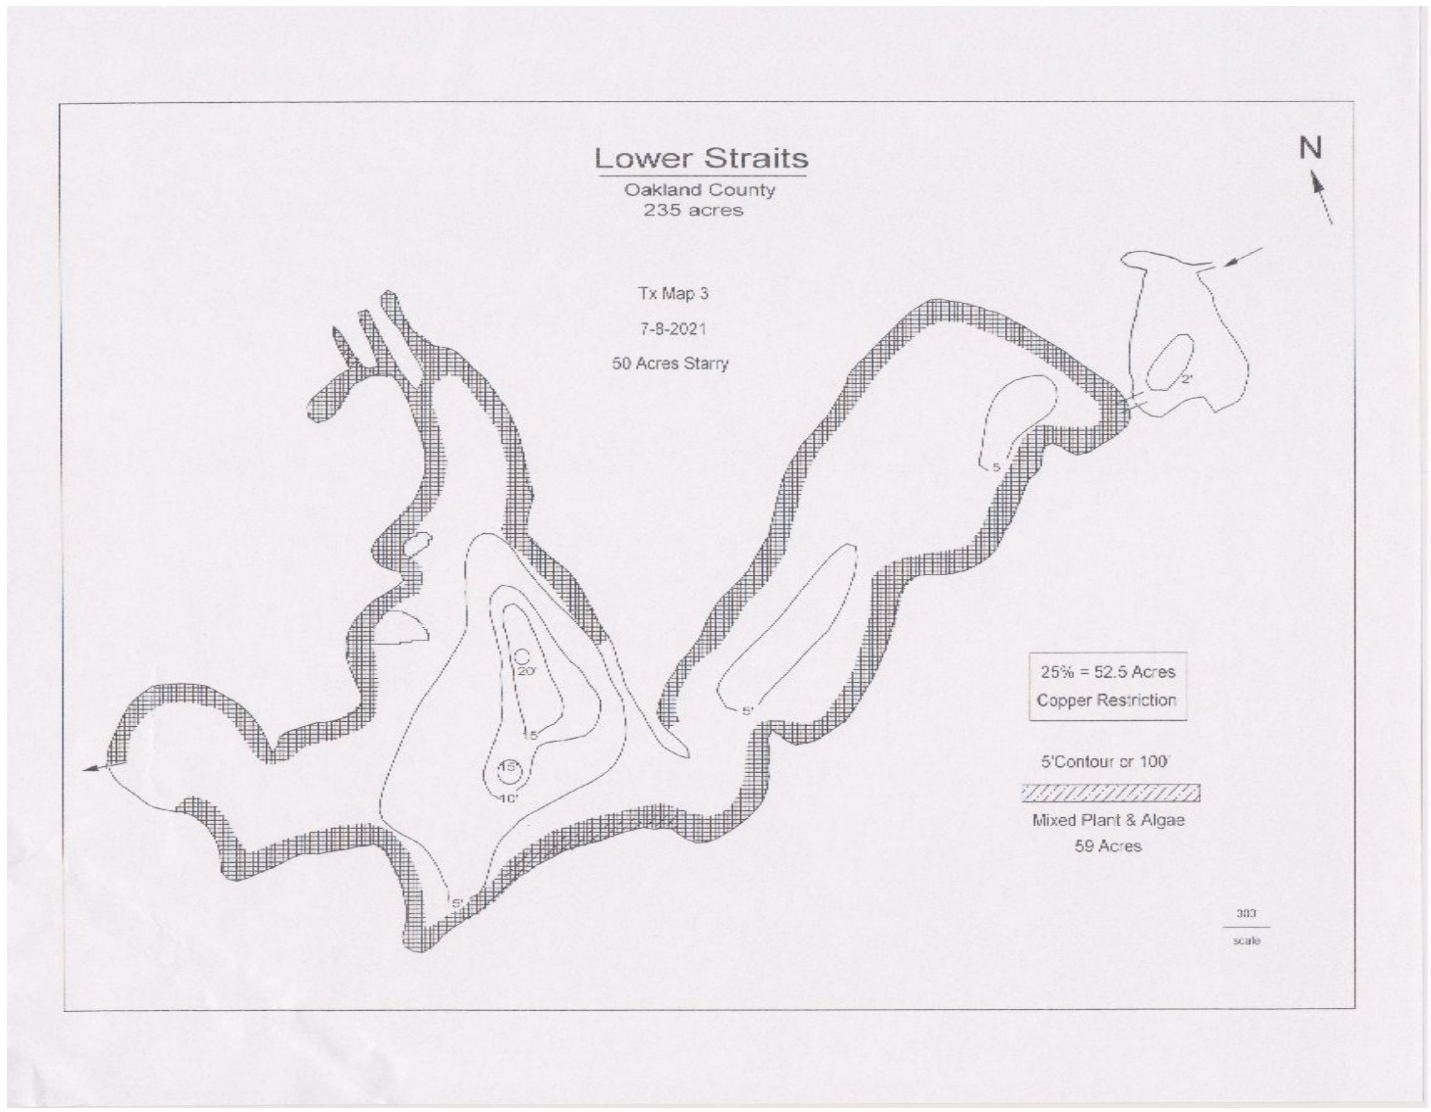 Lower Straits
Oakland County
235 acres
N
Tx Map 3
7-8-2021
50 Acres Starry
2'
5
20'
25% = 52.5 Acres
Copper Restriction
5'
15
15'
5'Contour or 100'
10'
Mixed Plant & Algae
59 Acres
5'
303
scale